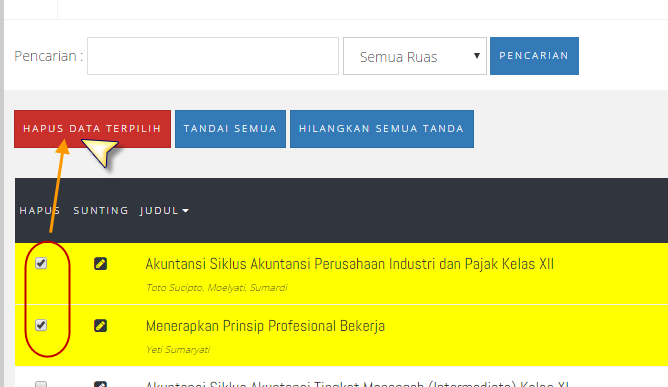 Pencarian : Semua Ruas PENCARIAN
HAPUS DATA TERPILIH TANDAI SEMUA HILANGKAN SEMUA TANDA
HAPUS SUNTING JUDUL
Akuntansi Siklus Akuntansi Perusahaan Industri dan Pajak Kelas XII
Toto Sucipto, Moelyati, Sumardi
Menerapkan Prinsip Profesional Bekerja
Yeti Sumaryati
Akuntansi Siklus Akuntansi Tingkat Menengah (Intermediate) Kelas XI